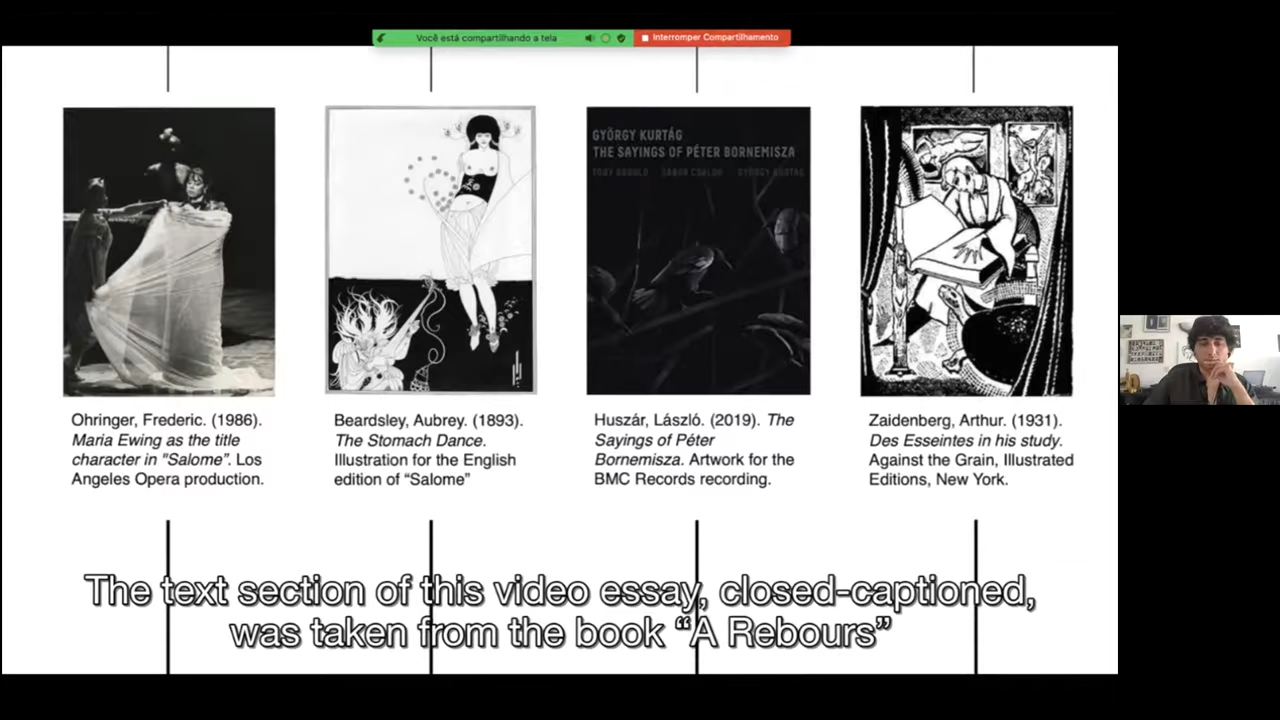 Você está compartilhando a tela
Interromper Compartilhamento
GYÖRGY KURTÁG
THE SAYINGS OF PÉTER BORNEMISZA
Ohringer, Frederic. (1986).
Maria Ewing as the title
character in "Salome". Los
Angeles Opera production.
Beardsley, Aubrey. (1893).
The Stomach Dance.
Illustration for the English
edition of “Salome”
Huszár, László. (2019). The
Sayings of Péter
Bornemisza. Artwork for the
BMC Records recording.
Zaidenberg, Arthur. (1931).
Des Esseintes in his study.
Against the Grain, Illustrated
Editions, New York.
The text section of this video essay, closed-captioned,
was taken from the book “A Rebours”